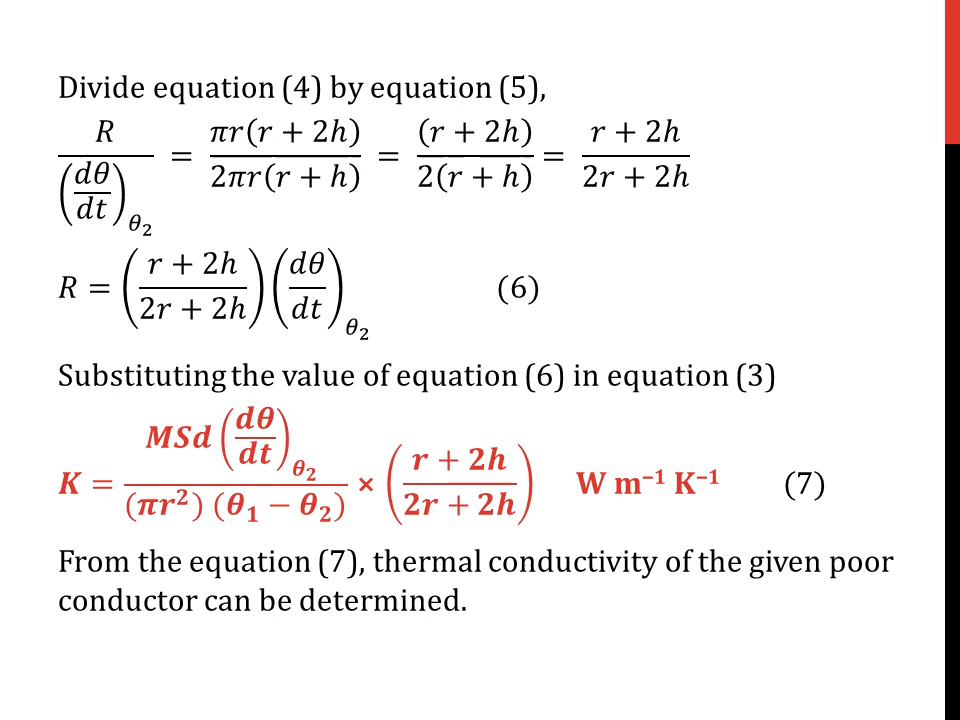 Divide equation (4) by equation (5),
R / (dθ/dt)_θ₂ = πr(r + 2h) / 2πr(r + h) = (r + 2h) / 2(r + h) = r + 2h / 2r + 2h
R = (r + 2h / 2r + 2h) (dθ/dt)_θ₂ (6)
Substituting the value of equation (6) in equation (3)
K = MSd (dθ/dt)_θ₂ / (πr²) (θ₁ − θ₂) × (r + 2h / 2r + 2h) W m⁻¹ K⁻¹ (7)
From the equation (7), thermal conductivity of the given poor
conductor can be determined.